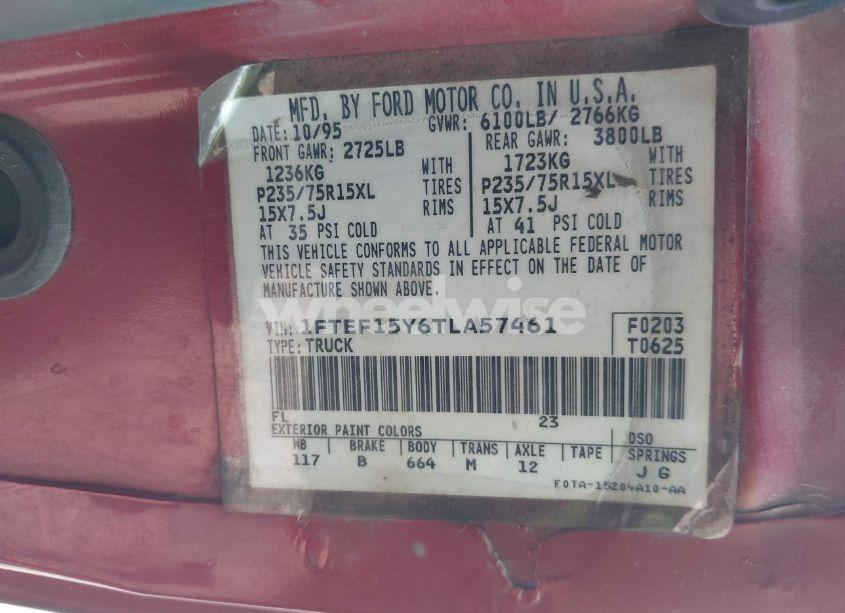 MFD. BY FORD MOTOR CO. IN U.S.A.
DATE: 10/95 GVWR: 6100LB/ 2766KG
FRONT GAWR: 2725LB REAR GAWR: 3800LB
1236KG WITH 1723KG WITH
P235/75R15XL TIRES P235/75R15XL TIRES
15X7.5J RIMS 15X7.5J RIMS
AT 35 PSI COLD AT 41 PSI COLD
THIS VEHICLE CONFORMS TO ALL APPLICABLE FEDERAL MOTOR
VEHICLE SAFETY STANDARDS IN EFFECT ON THE DATE OF
MANUFACTURE SHOWN ABOVE.
wheelwise
VIN: 1FTEF15Y6TLA57461 F0203
TYPE: TRUCK T0625
FL 23
EXTERIOR PAINT COLORS DSO
WB BRAKE BODY TRANS AXLE TAPE SPRINGS
117 B 664 M 12 J G
F0TA-15204A10-AA